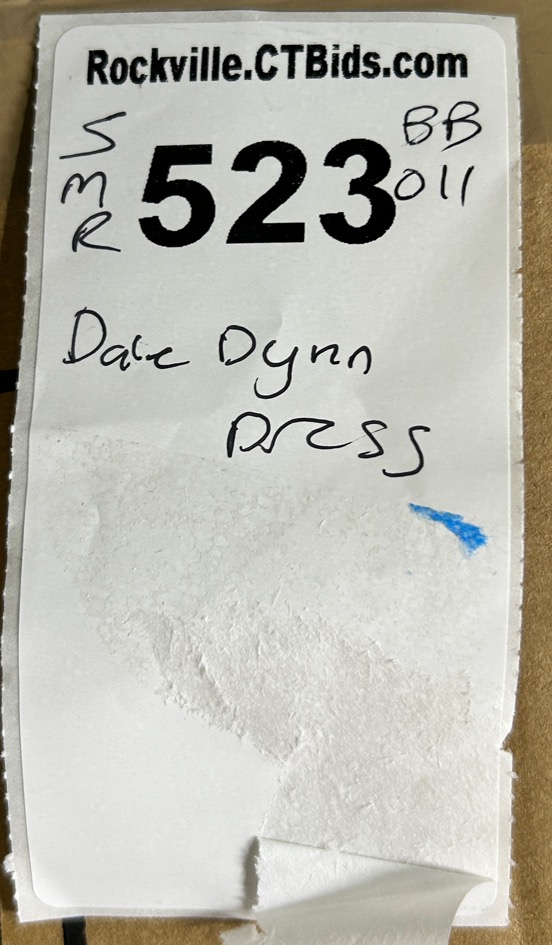 Rockville.CTBids.com
S
M
R
523
BB
011
Dale Dynn
Dress